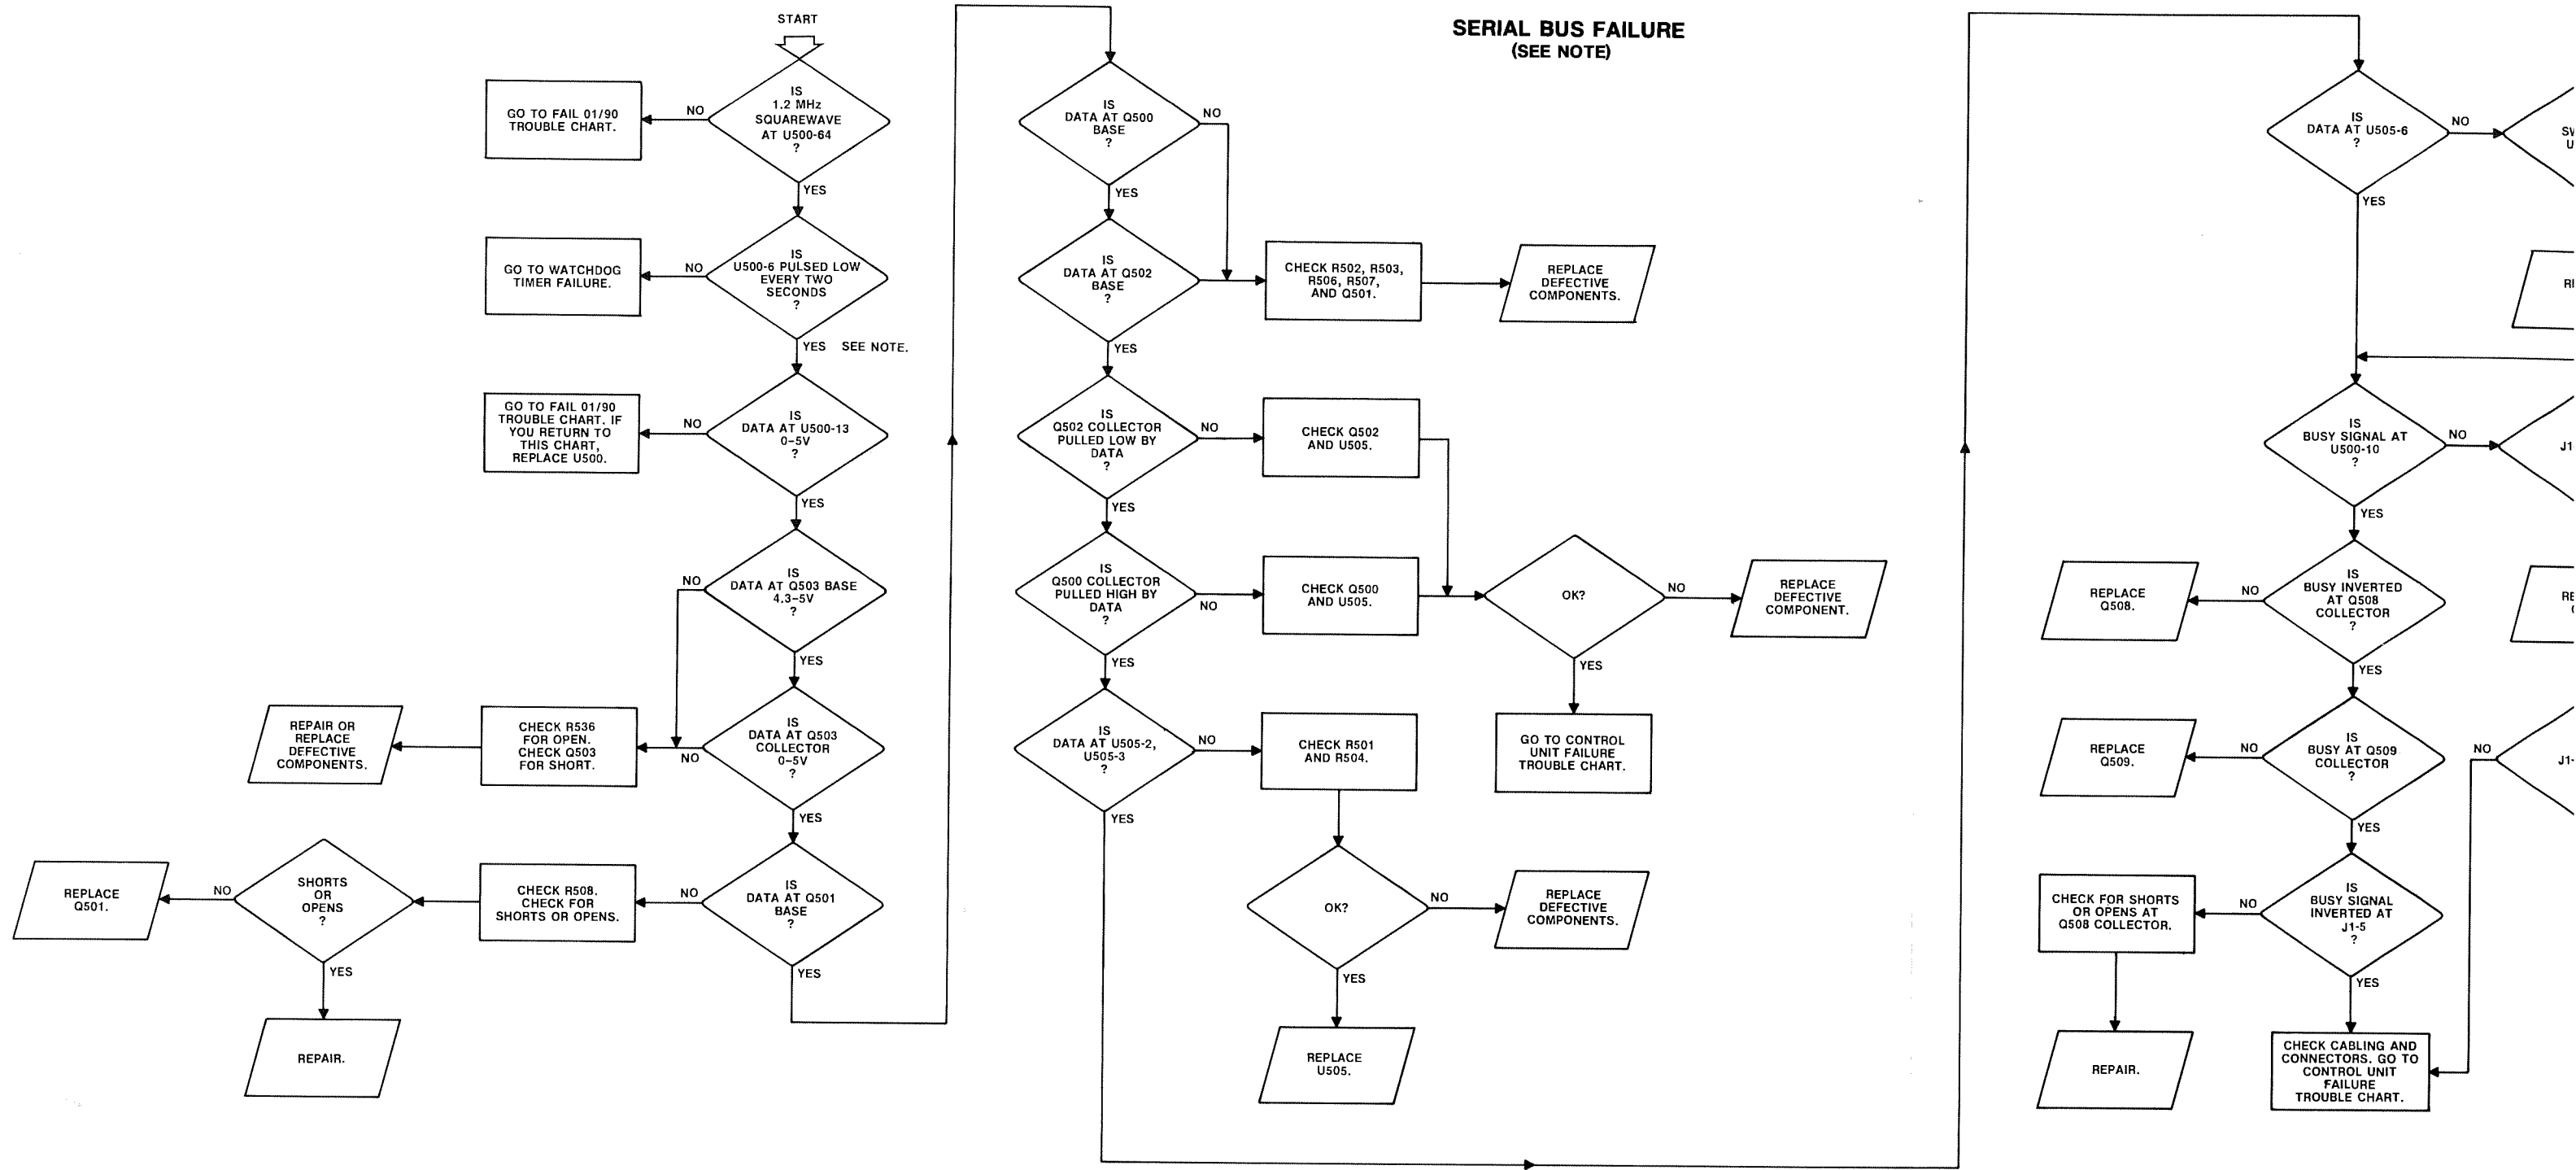 SERIAL BUS FAILURE
(SEE NOTE)
START
IS
1.2 MHz
SQUAREWAVE
AT U500-64
?
NO
GO TO FAIL 01/90
TROUBLE CHART.
YES
IS
U500-6 PULSED LOW
EVERY TWO
SECONDS
?
NO
GO TO WATCHDOG
TIMER FAILURE.
YES SEE NOTE.
IS
DATA AT U500-13
0–5V
?
NO
GO TO FAIL 01/90
TROUBLE CHART. IF
YOU RETURN TO
THIS CHART,
REPLACE U500.
YES
IS
DATA AT Q503 BASE
4.3–5V
?
NO
YES
IS
DATA AT Q503
COLLECTOR
0–5V
?
NO
CHECK R536
FOR OPEN.
CHECK Q503
FOR SHORT.
REPAIR OR
REPLACE
DEFECTIVE
COMPONENTS.
YES
IS
DATA AT Q501
BASE
?
NO
CHECK R508.
CHECK FOR
SHORTS OR OPENS.
SHORTS
OR
OPENS
?
NO
REPLACE
Q501.
YES
REPAIR.
YES
IS
DATA AT Q500
BASE
?
NO
YES
IS
DATA AT Q502
BASE
?
CHECK R502, R503,
R506, R507,
AND Q501.
REPLACE
DEFECTIVE
COMPONENTS.
YES
IS
Q502 COLLECTOR
PULLED LOW BY
DATA
?
NO
CHECK Q502
AND U505.
YES
IS
Q500 COLLECTOR
PULLED HIGH BY
DATA
?
NO
CHECK Q500
AND U505.
OK?
NO
REPLACE
DEFECTIVE
COMPONENT.
YES
GO TO CONTROL
UNIT FAILURE
TROUBLE CHART.
YES
IS
DATA AT U505-2,
U505-3
?
NO
CHECK R501
AND R504.
OK?
NO
REPLACE
DEFECTIVE
COMPONENTS.
YES
REPLACE
U505.
YES
IS
DATA AT U505-6
?
NO
YES
IS
BUSY SIGNAL AT
U500-10
?
NO
J1
YES
IS
BUSY INVERTED
AT Q508
COLLECTOR
?
NO
REPLACE
Q508.
YES
IS
BUSY AT Q509
COLLECTOR
?
NO
REPLACE
Q509.
NO
J1-
YES
IS
BUSY SIGNAL
INVERTED AT
J1-5
?
NO
CHECK FOR SHORTS
OR OPENS AT
Q508 COLLECTOR.
REPAIR.
YES
CHECK CABLING AND
CONNECTORS. GO TO
CONTROL UNIT
FAILURE
TROUBLE CHART.